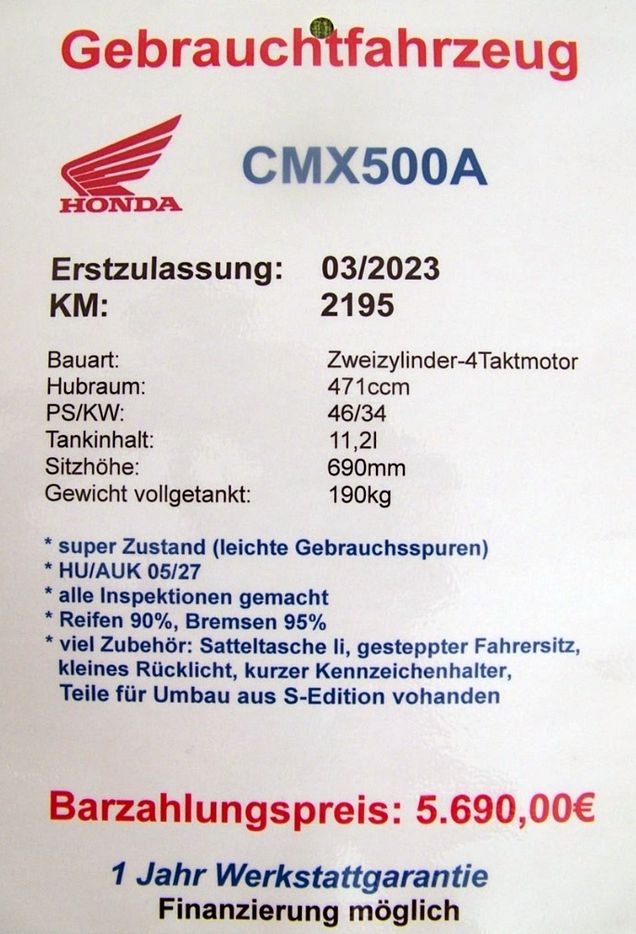 Gebrauchtfahrzeug
HONDA
CMX500A
Erstzulassung: 03/2023
KM: 2195
Bauart: Zweizylinder-4Taktmotor
Hubraum: 471ccm
PS/KW: 46/34
Tankinhalt: 11,2l
Sitzhöhe: 690mm
Gewicht vollgetankt: 190kg
* super Zustand (leichte Gebrauchsspuren)
* HU/AUK 05/27
* alle Inspektionen gemacht
* Reifen 90%, Bremsen 95%
* viel Zubehör: Satteltasche li, gesteppter Fahrersitz,
kleines Rücklicht, kurzer Kennzeichenhalter,
Teile für Umbau aus S-Edition vohanden
Barzahlungspreis: 5.690,00€
1 Jahr Werkstattgarantie
Finanzierung möglich